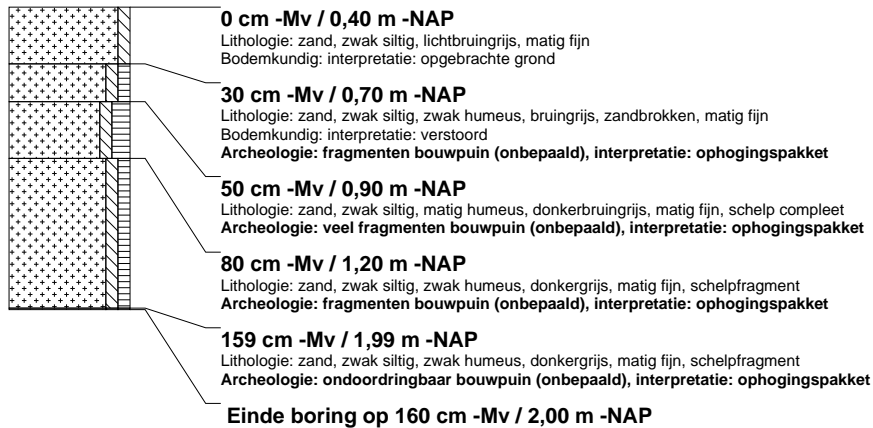 0 cm -Mv / 0,40 m -NAP
Lithologie: zand, zwak siltig, lichtbruingrijs, matig fijn
Bodemkundig: interpretatie: opgebrachte grond
30 cm -Mv / 0,70 m -NAP
Lithologie: zand, zwak siltig, zwak humeus, bruingrijs, zandbrokken, matig fijn
Bodemkundig: interpretatie: verstoord
Archeologie: fragmenten bouwpuin (onbepaald), interpretatie: ophogingspakket
50 cm -Mv / 0,90 m -NAP
Lithologie: zand, zwak siltig, matig humeus, donkerbruingrijs, matig fijn, schelp compleet
Archeologie: veel fragmenten bouwpuin (onbepaald), interpretatie: ophogingspakket
80 cm -Mv / 1,20 m -NAP
Lithologie: zand, zwak siltig, zwak humeus, donkergrijs, matig fijn, schelpfragment
Archeologie: fragmenten bouwpuin (onbepaald), interpretatie: ophogingspakket
159 cm -Mv / 1,99 m -NAP
Lithologie: zand, zwak siltig, zwak humeus, donkergrijs, matig fijn, schelpfragment
Archeologie: ondoordringbaar bouwpuin (onbepaald), interpretatie: ophogingspakket
Einde boring op 160 cm -Mv / 2,00 m -NAP